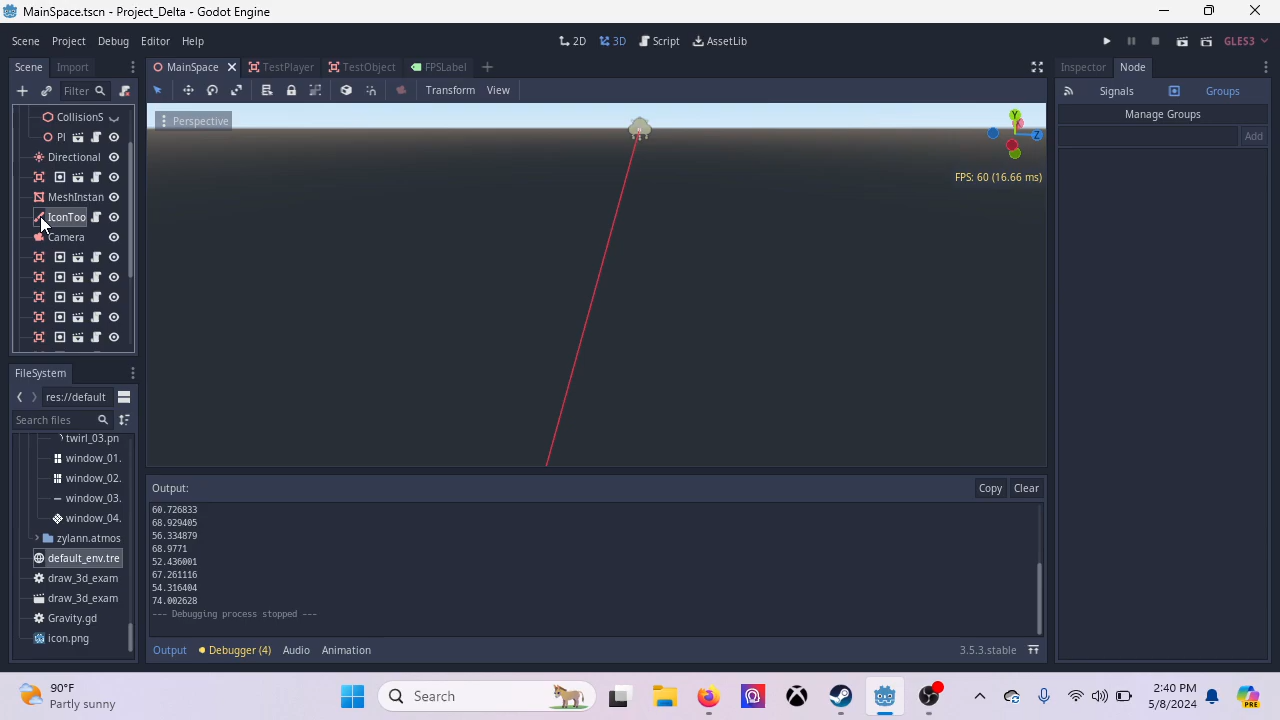 MainSpace.tscn - Project_Delta - Godot Engine
Scene Project Debug Editor Help
2D 3D Script AssetLib
GLES3
Scene Import
MainSpace TestPlayer TestObject FPSLabel
Inspector Node
Filter
Transform View
Signals Groups
Manage Groups
Add
CollisionS
Pl
Directional
MeshInstan
IconToo
Camera
Perspective
Y
Z
FPS: 60 (16.66 ms)
FileSystem
res://default
Search files
twirl_03.pn
window_01.
window_02.
window_03.
window_04.
zylann.atmos
default_env.tre
draw_3d_exam
draw_3d_exam
Gravity.gd
icon.png
Output:
Copy Clear
60.726833
68.929405
56.334879
68.9771
52.436001
67.261116
54.316404
74.002628
--- Debugging process stopped ---
Output Debugger (4) Audio Animation
3.5.3.stable
90°F
Partly sunny
Search
2:40 PM
5/8/2024
PRE